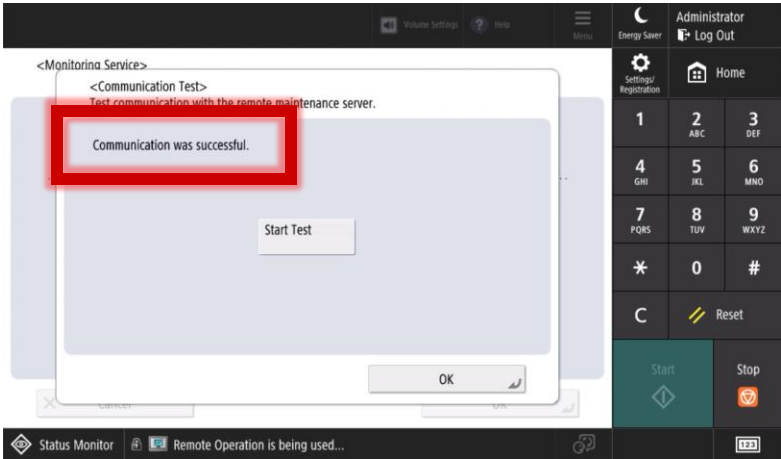 Volume Settings
Help
Menu
Energy Saver
Administrator
Log Out
<Monitoring Service>
<Communication Test>
Test communication with the remote maintenance server.
Communication was successful.
Start Test
OK
Cancel
OK
Settings/
Registration
Home
1
2
ABC
3
DEF
4
GHI
5
JKL
6
MNO
7
PQRS
8
TUV
9
WXYZ
*
0
#
C
Reset
Start
Stop
Status Monitor
Remote Operation is being used...
123